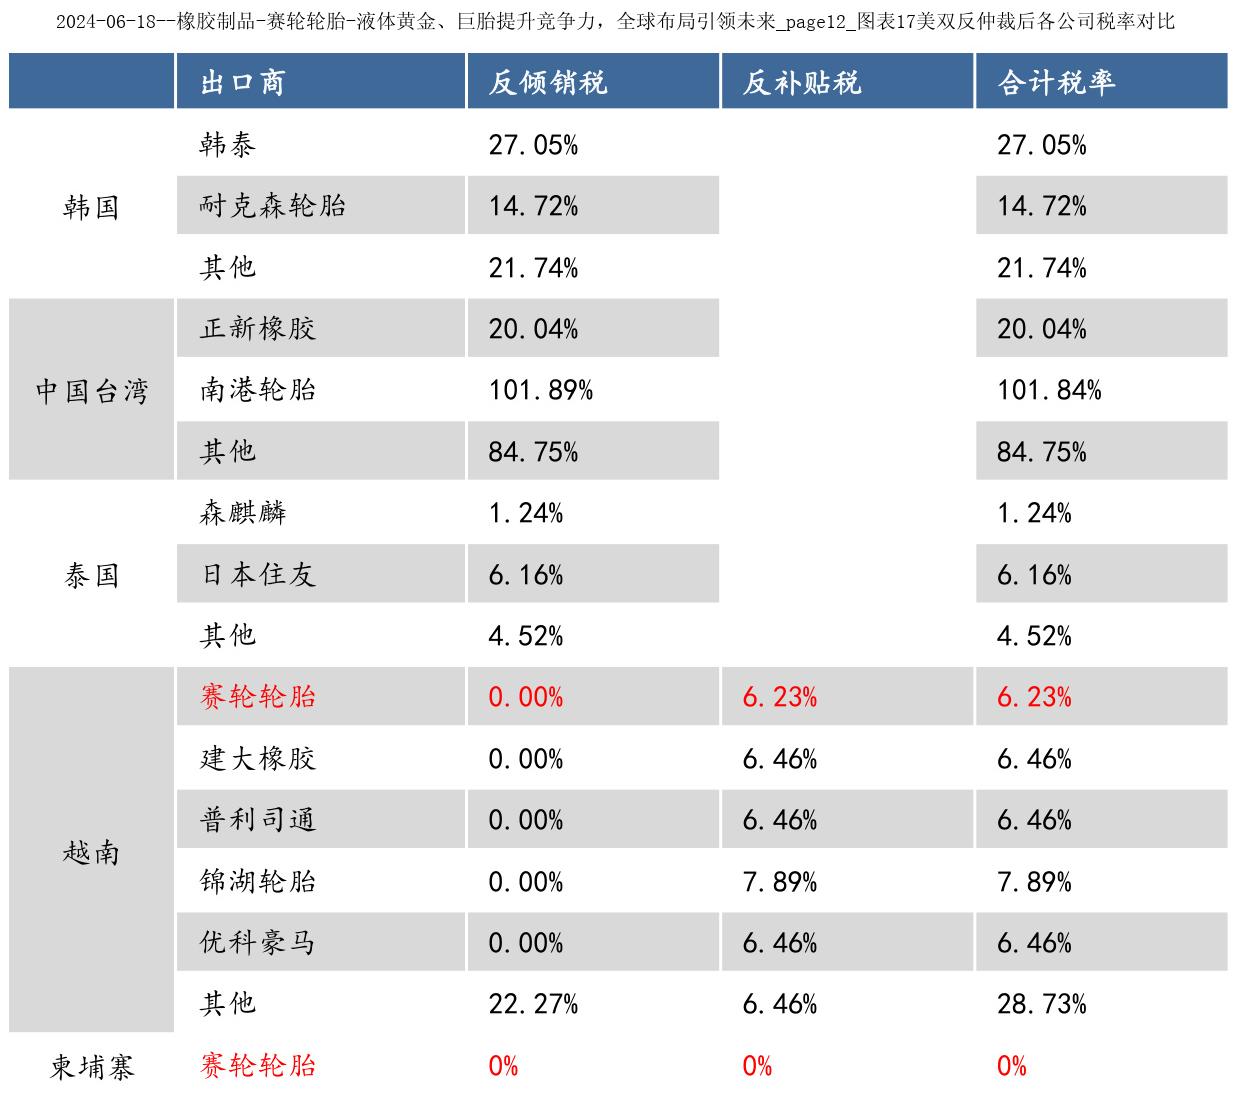 2024-06-18--橡胶制品-赛轮轮胎-液体黄金、巨胎提升竞争力，全球布局引领未来_page12_图表17美双反仲裁后各公司税率对比
出口商 反倾销税 反补贴税 合计税率
韩泰 27.05% 27.05%
韩国 耐克森轮胎 14.72% 14.72%
其他 21.74% 21.74%
正新橡胶 20.04% 20.04%
中国台湾 南港轮胎 101.89% 101.84%
其他 84.75% 84.75%
森麒麟 1.24% 1.24%
泰国 日本住友 6.16% 6.16%
其他 4.52% 4.52%
赛轮轮胎 0.00% 6.23% 6.23%
建大橡胶 0.00% 6.46% 6.46%
普利司通 0.00% 6.46% 6.46%
越南
锦湖轮胎 0.00% 7.89% 7.89%
优科豪马 0.00% 6.46% 6.46%
其他 22.27% 6.46% 28.73%
柬埔寨 赛轮轮胎 0% 0% 0%